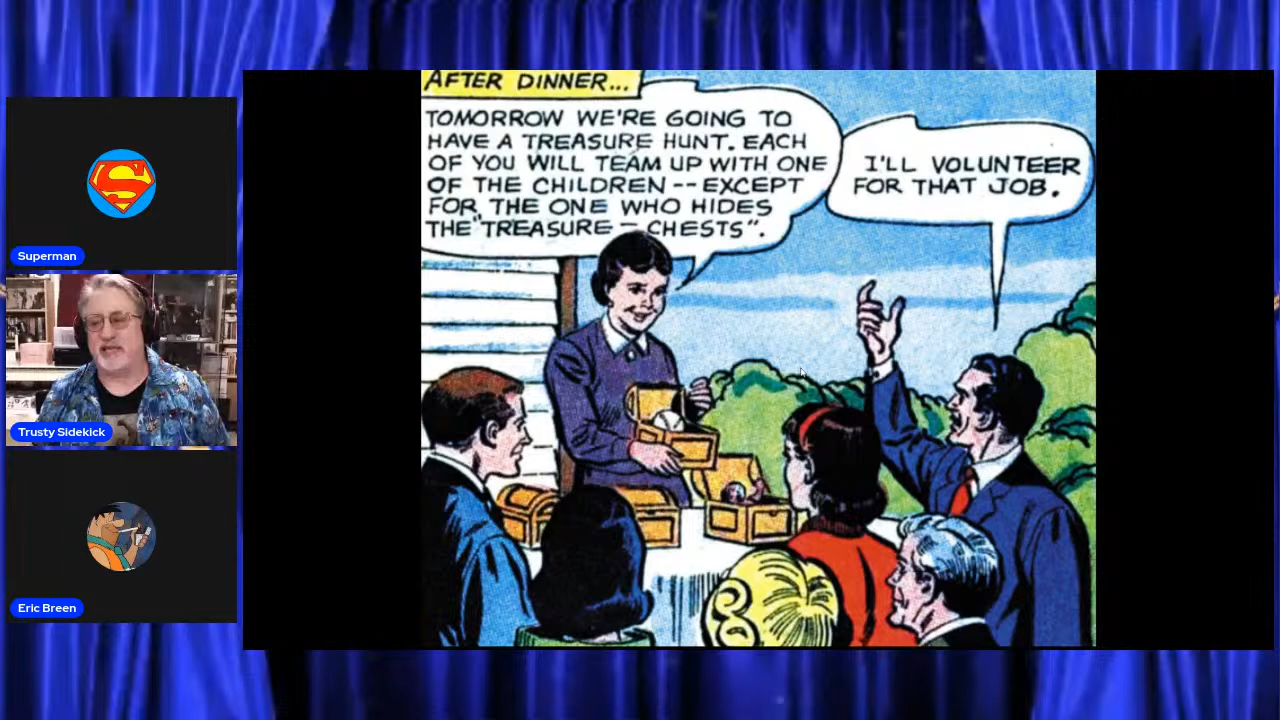 AFTER DINNER...
TOMORROW WE'RE GOING TO
HAVE A TREASURE HUNT. EACH
OF YOU WILL TEAM UP WITH ONE
OF THE CHILDREN -- EXCEPT
FOR THE ONE WHO HIDES
THE "TREASURE - CHESTS".
I'LL VOLUNTEER
FOR THAT JOB.
Superman
Trusty Sidekick
Eric Breen